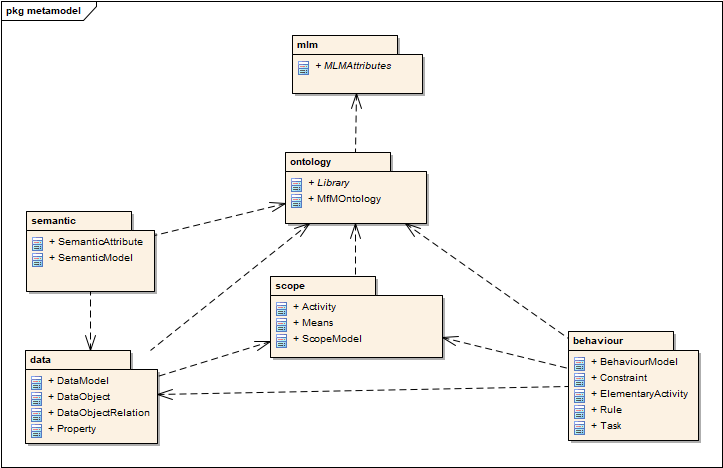 pkg metamodel
mlm
+ MLMAttributes
ontology
+ Library
+ MfMOntology
semantic
+ SemanticAttribute
+ SemanticModel
scope
+ Activity
+ Means
+ ScopeModel
behaviour
+ BehaviourModel
+ Constraint
+ ElementaryActivity
+ Rule
+ Task
data
+ DataModel
+ DataObject
+ DataObjectRelation
+ Property